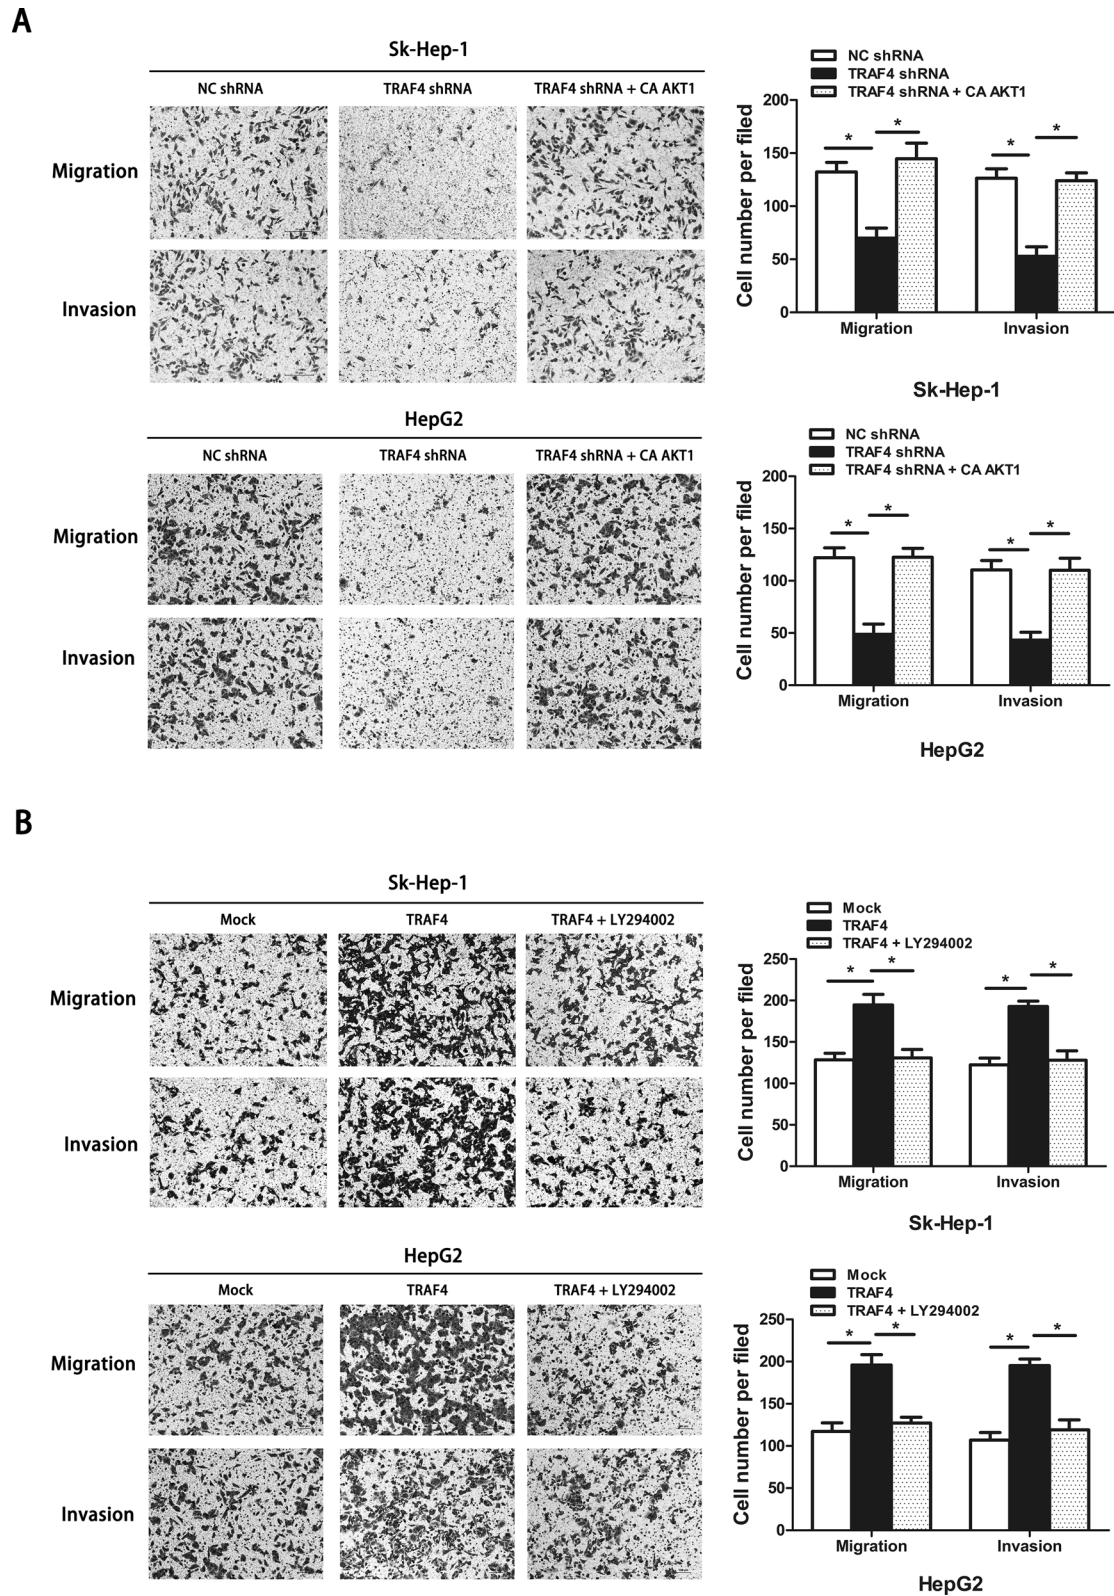 A
Sk-Hep-1
NC shRNA TRAF4 shRNA TRAF4 shRNA + CA AKT1
Migration
Invasion
NC shRNA
TRAF4 shRNA
TRAF4 shRNA + CA AKT1
Cell number per filed
200
150
100
50
0
* * * *
Migration Invasion
Sk-Hep-1
HepG2
NC shRNA TRAF4 shRNA TRAF4 shRNA + CA AKT1
Migration
Invasion
NC shRNA
TRAF4 shRNA
TRAF4 shRNA + CA AKT1
Cell number per filed
200
150
100
50
0
* * * *
Migration Invasion
HepG2
B
Sk-Hep-1
Mock TRAF4 TRAF4 + LY294002
Migration
Invasion
Mock
TRAF4
TRAF4 + LY294002
Cell number per filed
250
200
150
100
50
0
* * * *
Migration Invasion
Sk-Hep-1
HepG2
Mock TRAF4 TRAF4 + LY294002
Migration
Invasion
Mock
TRAF4
TRAF4 + LY294002
Cell number per filed
250
200
150
100
50
0
* * * *
Migration Invasion
HepG2